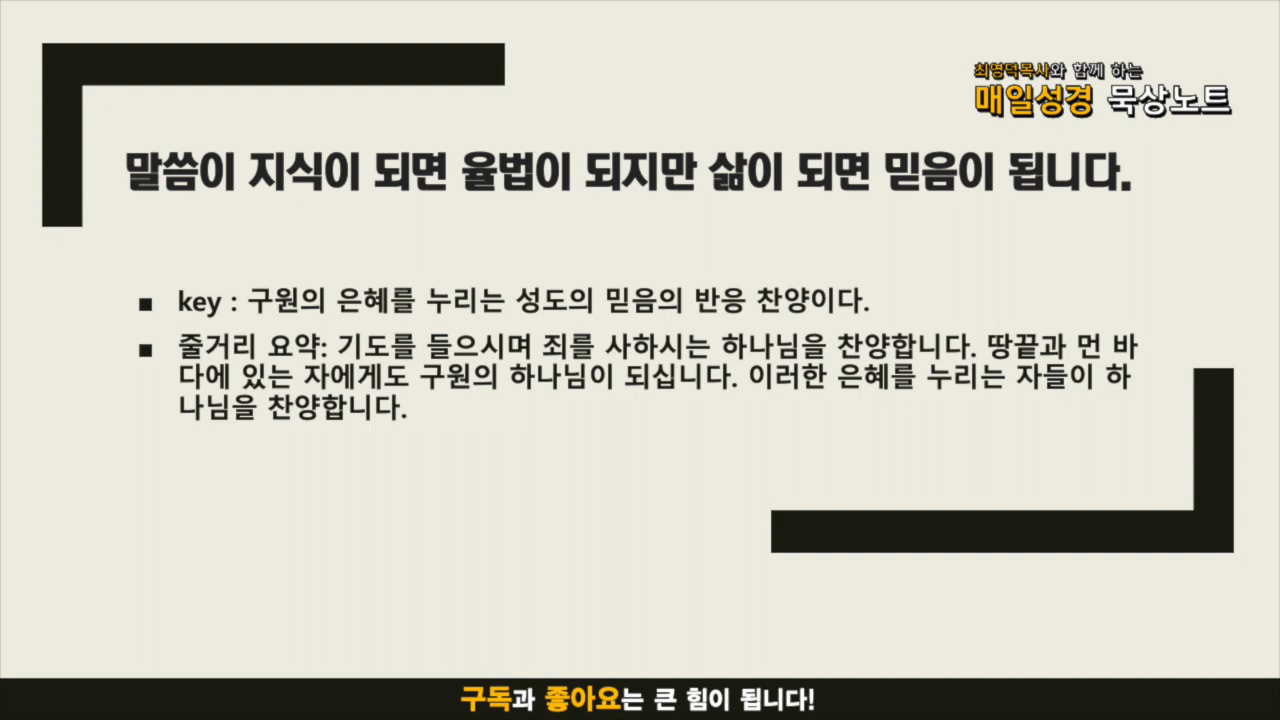 최영덕목사와 함께 하는
매일성경 묵상노트
말씀이 지식이 되면 율법이 되지만 삶이 되면 믿음이 됩니다.
■ key : 구원의 은혜를 누리는 성도의 믿음의 반응 찬양이다.
■ 줄거리 요약: 기도를 들으시며 죄를 사하시는 하나님을 찬양합니다. 땅끝과 먼 바
다에 있는 자에게도 구원의 하나님이 되십니다. 이러한 은혜를 누리는 자들이 하
나님을 찬양합니다.
구독과 좋아요는 큰 힘이 됩니다!